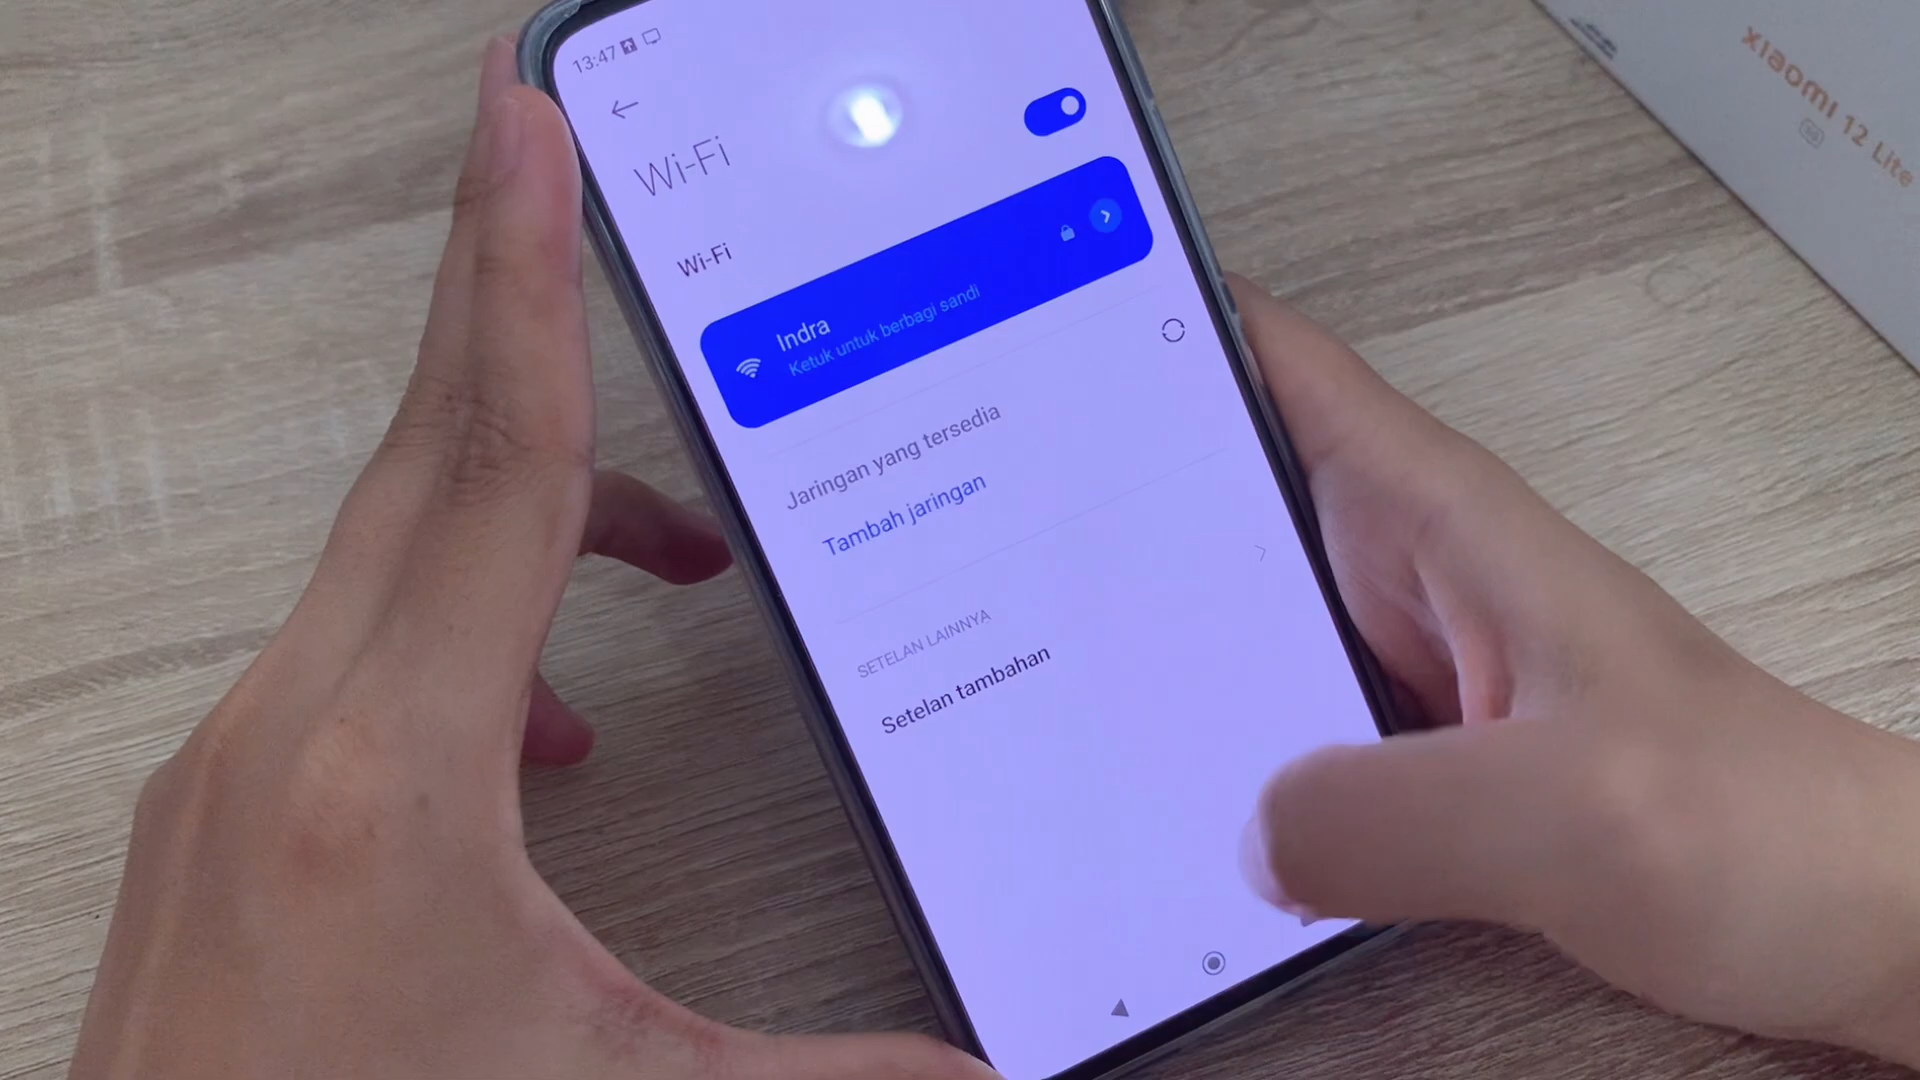 13:47
Wi-Fi
Wi-Fi
Indra
Ketuk untuk berbagi sandi
Jaringan yang tersedia
Tambah jaringan
SETELAN LAINNYA
Setelan tambahan
xiaomi 12 Lite
5G